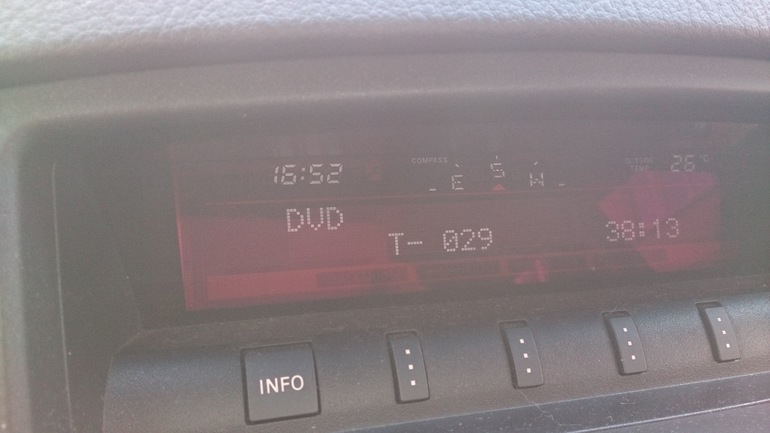 16:52
COMPASS
E S W
OUTSIDE
TEMP
26°C
DVD
T- 029
38:13
INFO